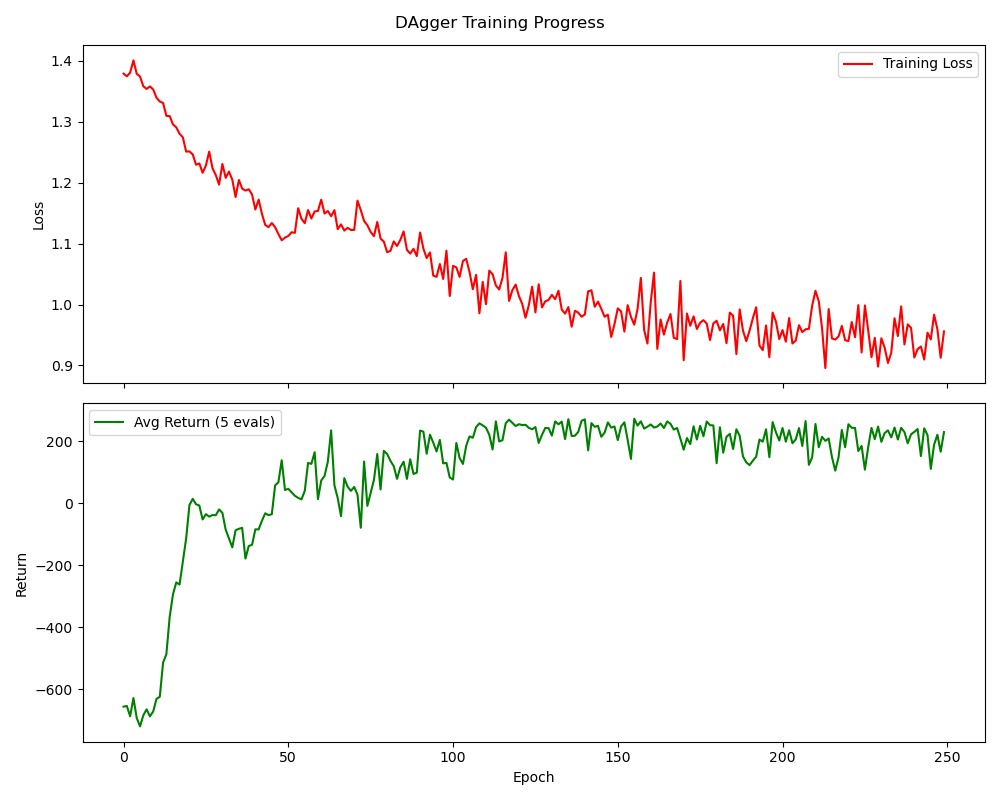 DAgger Training Progress
1.4
1.3
1.2
1.1
1.0
0.9
Loss
Training Loss
200
0
−200
−400
−600
Return
Avg Return (5 evals)
0
50
100
150
200
250
Epoch